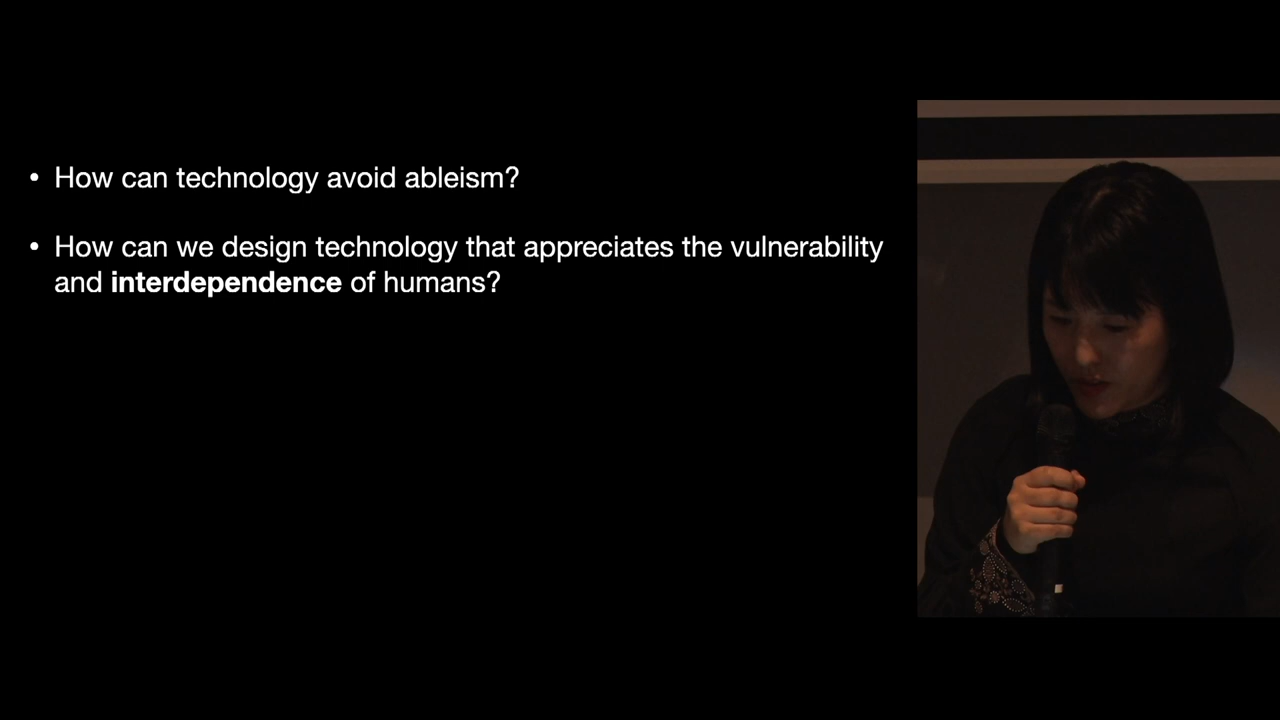 • How can technology avoid ableism?
• How can we design technology that appreciates the vulnerability
and interdependence of humans?